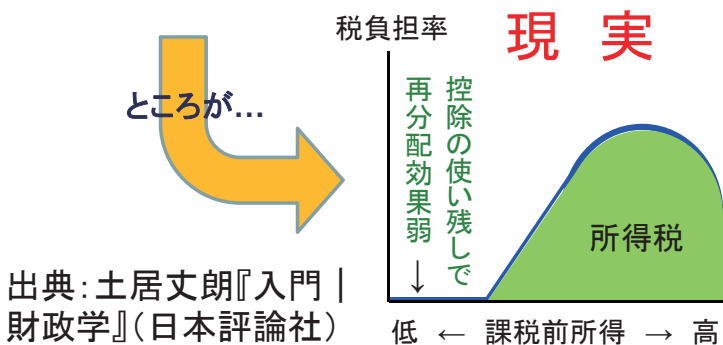 税負担率
現 実
ところが…
控除の使い残しで
再分配効果弱
↓
所得税
出典:土居丈朗『入門|
財政学』(日本評論社)
低 ← 課税前所得 → 高